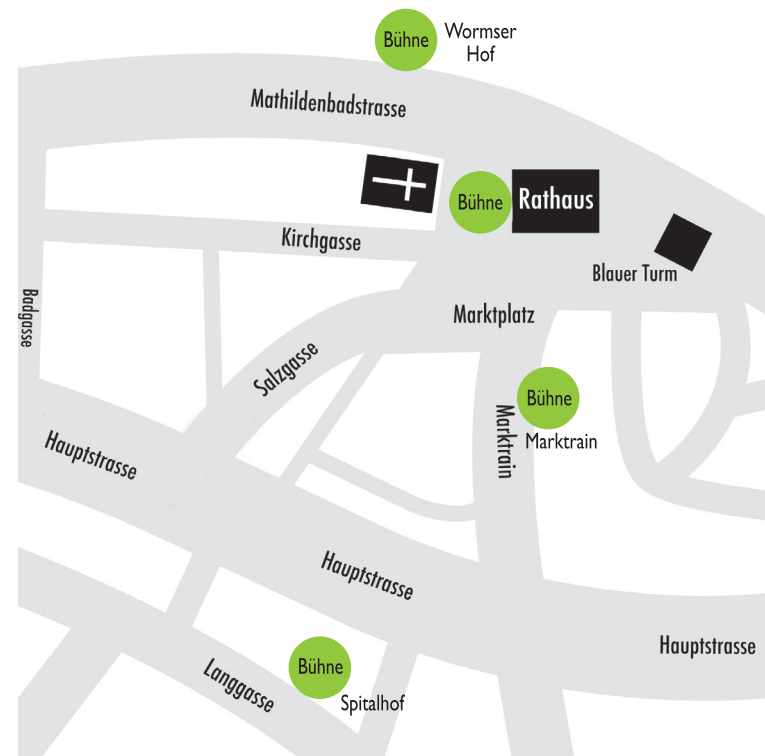 Bühne
Wormser
Hof
Mathildenbadstrasse
Bühne
Rathaus
Kirchgasse
Blauer Turm
Badgasse
Marktplatz
Salzgasse
Bühne
Marktrain
Marktrain
Hauptstrasse
Hauptstrasse
Hauptstrasse
Bühne
Langgasse
Spitalhof